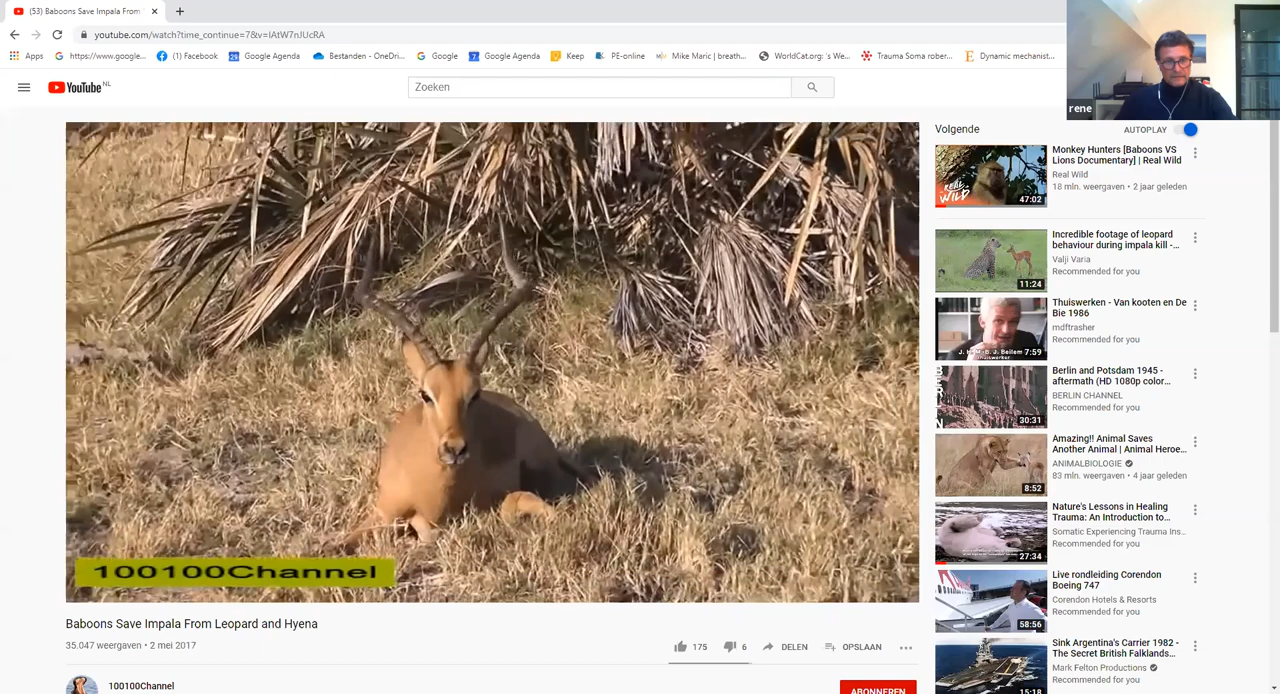 (53) Baboons Save Impala From
youtube.com/watch?time_continue=7&v=IAtW7nJUcRA
Apps https://www.google... (1) Facebook Google Agenda Bestanden — OneDri... Google Google Agenda Keep PE-online Mike Maric | breath... WorldCat.org: 's We... Trauma Soma rober... Dynamic mechanist...
rene
YouTube NL
Zoeken
Volgende
AUTOPLAY
REAL WILD
47:02
Monkey Hunters [Baboons VS
Lions Documentary] | Real Wild
Real Wild
18 mln. weergaven • 2 jaar geleden
11:24
Incredible footage of leopard
behaviour during impala kill -...
Valji Varia
Recommended for you
7:59
Thuiswerken - Van kooten en De
Bie 1986
mdftrasher
Recommended for you
30:31
Berlin and Potsdam 1945 -
aftermath (HD 1080p color...
BERLIN CHANNEL
Recommended for you
8:52
Amazing!! Animal Saves
Another Animal | Animal Heroe...
ANIMALBIOLOGIE
83 mln. weergaven • 4 jaar geleden
27:34
Nature's Lessons in Healing
Trauma: An Introduction to...
Somatic Experiencing Trauma Ins...
Recommended for you
58:56
Live rondleiding Corendon
Boeing 747
Corendon Hotels & Resorts
Recommended for you
15:18
Sink Argentina's Carrier 1982 -
The Secret British Falklands...
Mark Felton Productions
Recommended for you
100100Channel
Baboons Save Impala From Leopard and Hyena
35.047 weergaven • 2 mei 2017
175 6 DELEN OPSLAAN
100100Channel
ABONNEREN